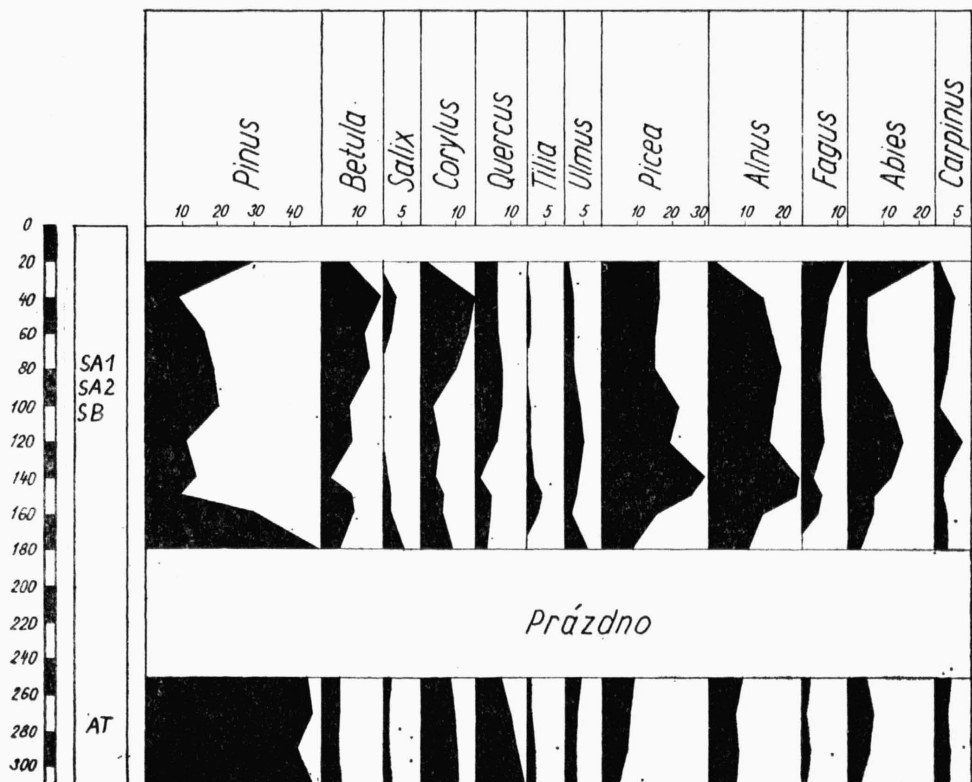 Pinus
Betula
Salix
Corylus
Quercus
Tilia
Ulmus
Picea
Alnus
Fagus
Abies
Carpinus
10 30 40
10
5
10
10
5
5
10 20 30
10 20
10
10 20
5
0
20
40
60
80
100
120
140
160
180
200
220
240
260
280
300
SA1
SA2
SB
Prázdno
AT